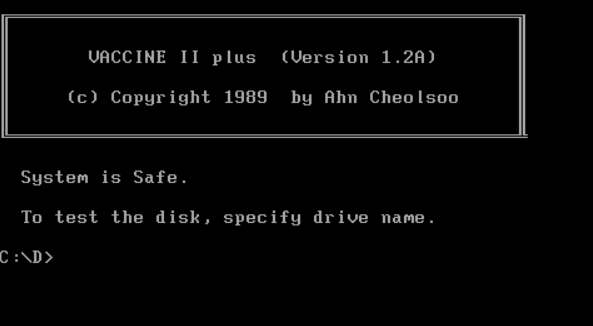 VACCINE II plus (Version 1.2A)
(c) Copyright 1989 by Ahn Cheolsoo
System is Safe.
To test the disk, specify drive name.
C:\D>